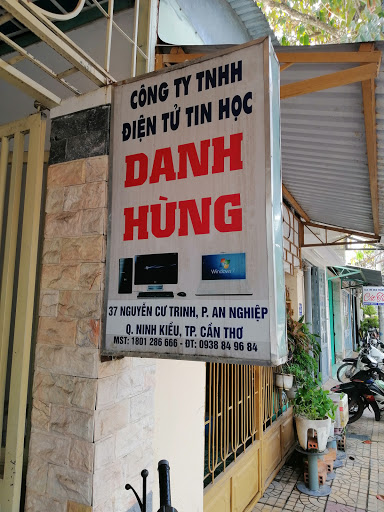 CÔNG TY TNHH
ĐIỆN TỬ TIN HỌC
DANH
HÙNG
37 NGUYỄN CƯ TRINH, P. AN NGHIỆP
Q. NINH KIỀU, TP. CẦN THƠ
MST: 1801 286 666 - ĐT: 0938 84 96 84